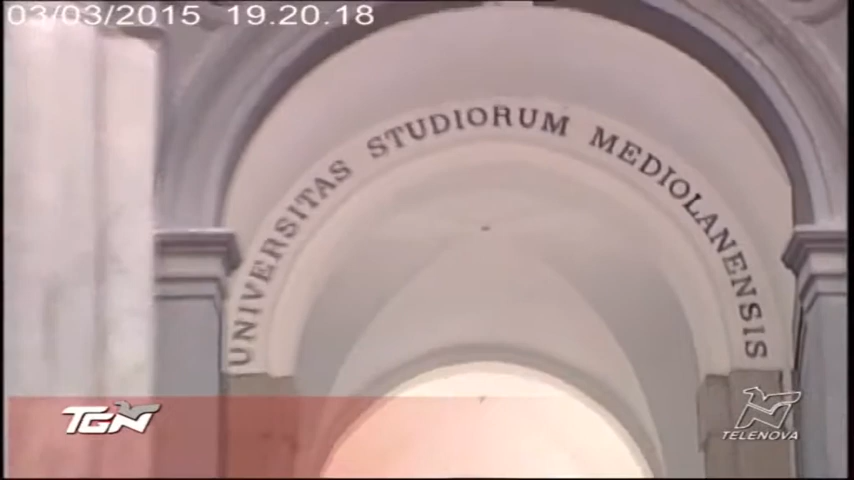 03/03/2015 19.20.18
UNIVERSITAS STUDIORUM MEDIOLANENSIS
TGN
TELENOVA